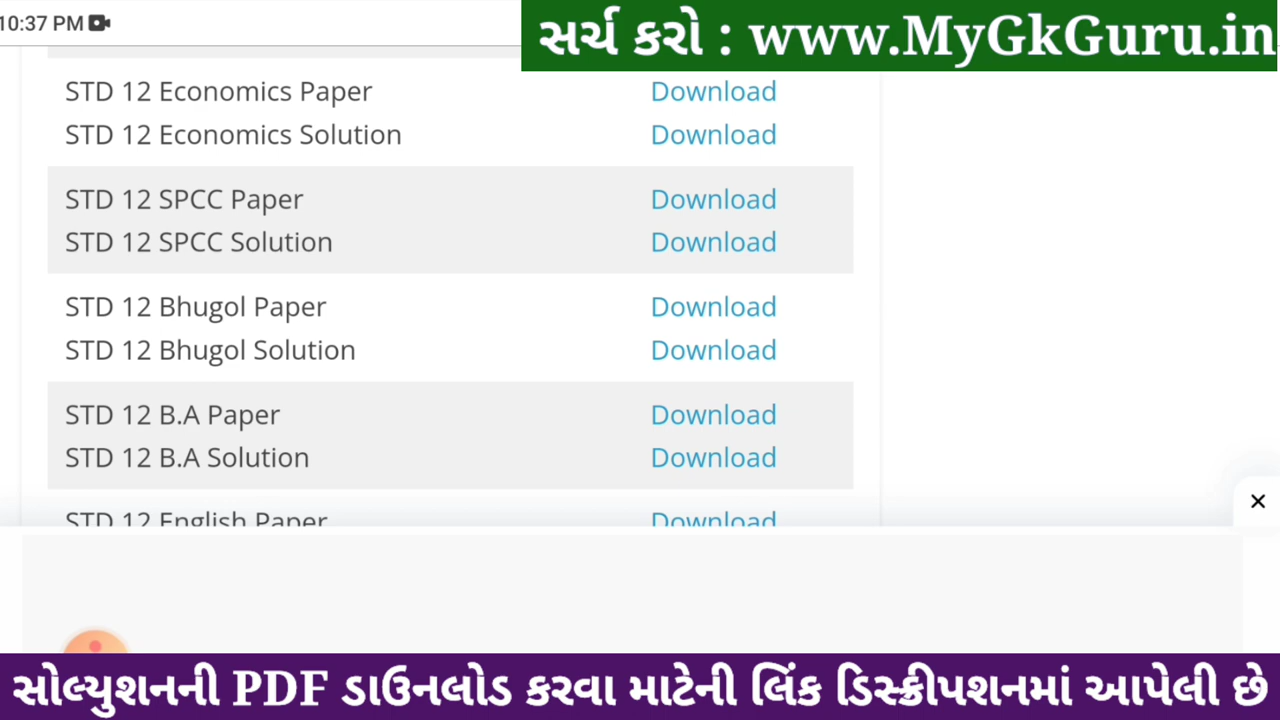 10:37 PM
સર્ચ કરો : www.MyGkGuru.in
STD 12 Economics Paper Download
STD 12 Economics Solution Download
STD 12 SPCC Paper Download
STD 12 SPCC Solution Download
STD 12 Bhugol Paper Download
STD 12 Bhugol Solution Download
STD 12 B.A Paper Download
STD 12 B.A Solution Download
STD 12 English Paper Download
સોલ્યુશનની PDF ડાઉનલોડ કરવા માટેની લિંક ડિસ્ક્રીપશનમાં આપેલી છે